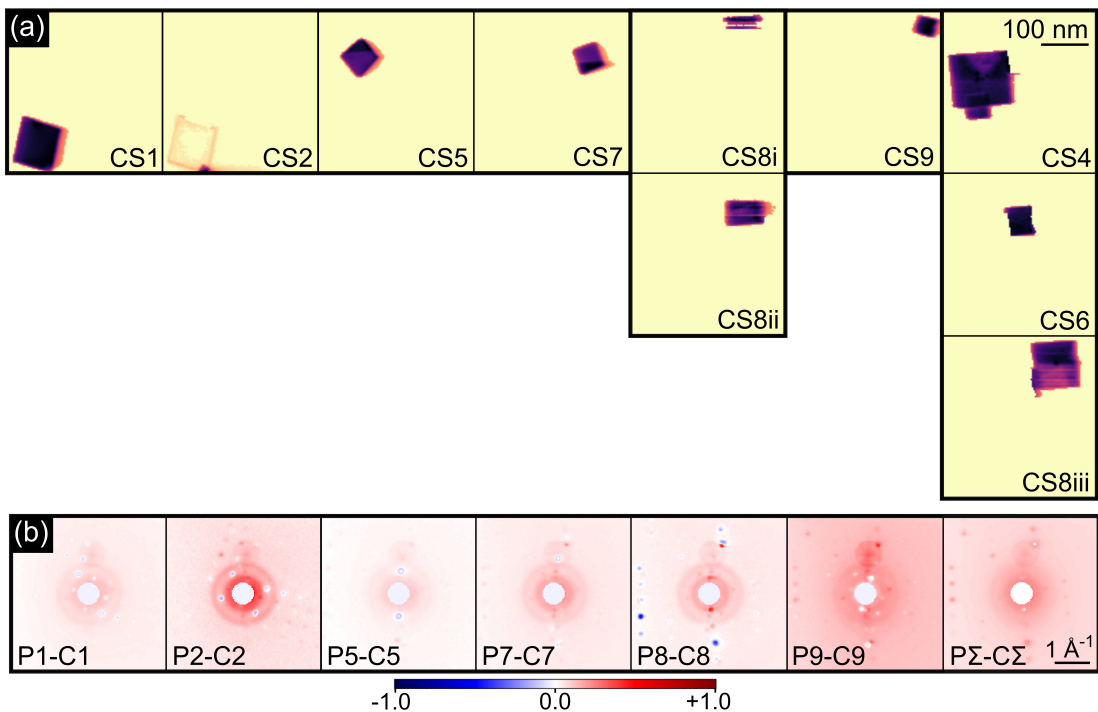 (a)
100 nm
CS1
CS2
CS5
CS7
CS8i
CS9
CS4
CS8ii
CS6
CS8iii
(b)
P1-C1
P2-C2
P5-C5
P7-C7
P8-C8
P9-C9
PΣ-CΣ
1 Å⁻¹
-1.0
0.0
+1.0